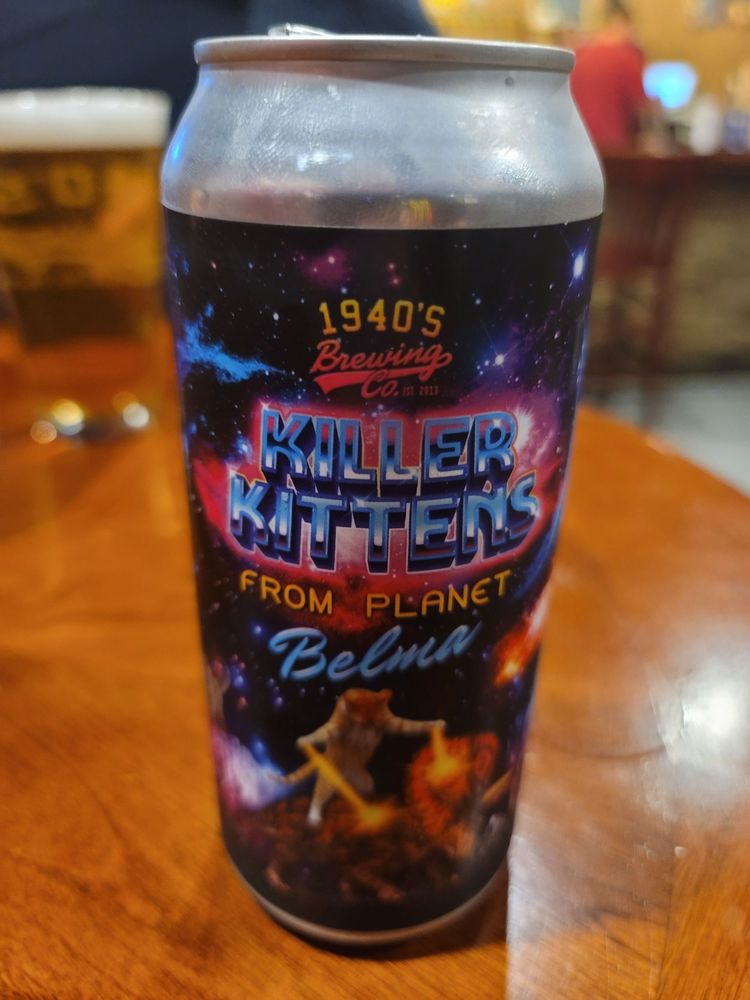 1940'S
Brewing
Co. EST. 2013
KILLER
KITTENS
FROM PLANET
Belma